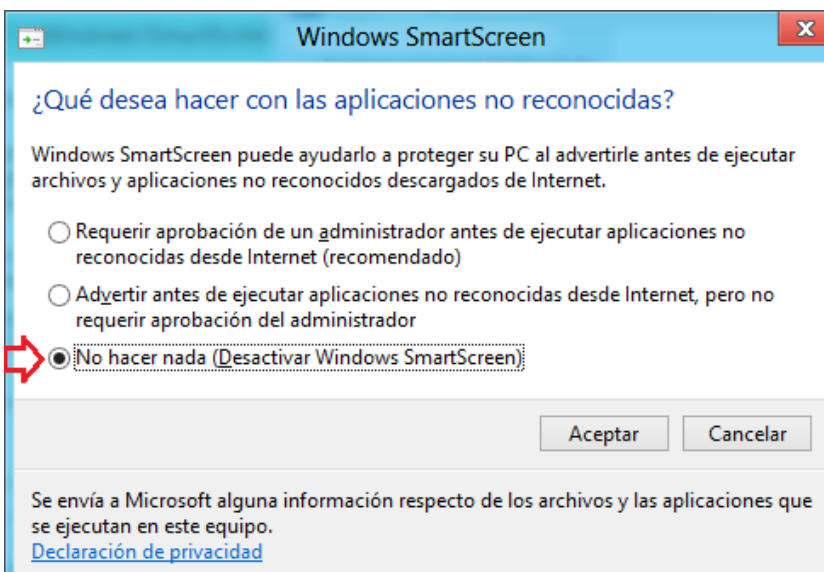 Windows SmartScreen
¿Qué desea hacer con las aplicaciones no reconocidas?
Windows SmartScreen puede ayudarlo a proteger su PC al advertirle antes de ejecutar
archivos y aplicaciones no reconocidos descargados de Internet.
Requerir aprobación de un administrador antes de ejecutar aplicaciones no
reconocidas desde Internet (recomendado)
Advertir antes de ejecutar aplicaciones no reconocidas desde Internet, pero no
requerir aprobación del administrador
No hacer nada (Desactivar Windows SmartScreen)
Aceptar Cancelar
Se envía a Microsoft alguna información respecto de los archivos y las aplicaciones que
se ejecutan en este equipo.
Declaración de privacidad